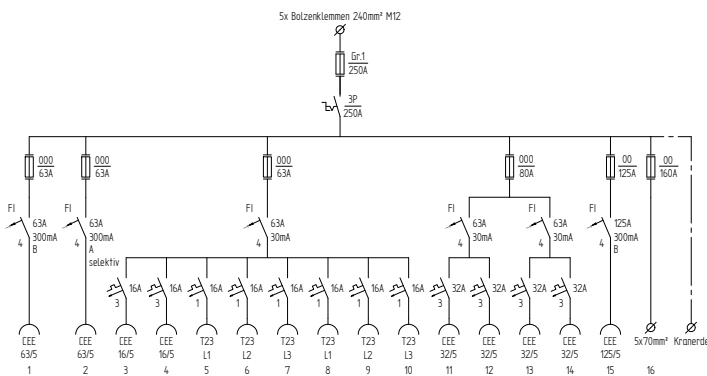 5x Bolzenklemmen 240mm² M12
Gr.1
250A
3P
250A
000
63A
000
63A
000
63A
000
80A
00
125A
00
160A
FI
63A
300mA
4
B
FI
63A
300mA
4
A
selektiv
FI
63A
30mA
4
FI
63A
30mA
4
FI
63A
30mA
4
FI
125A
300mA
4
B
16A
3
16A
3
16A
1
16A
1
16A
1
16A
1
16A
1
16A
1
32A
3
32A
3
32A
3
32A
3
CEE CEE CEE CEE T23 T23 T23 T23 T23 T23 CEE CEE CEE CEE CEE 5x70mm² Kranerde
63/5 63/5 16/5 16/5 L1 L2 L3 L1 L2 L3 32/5 32/5 32/5 32/5 125/5
1 2 3 4 5 6 7 8 9 10 11 12 13 14 15 16